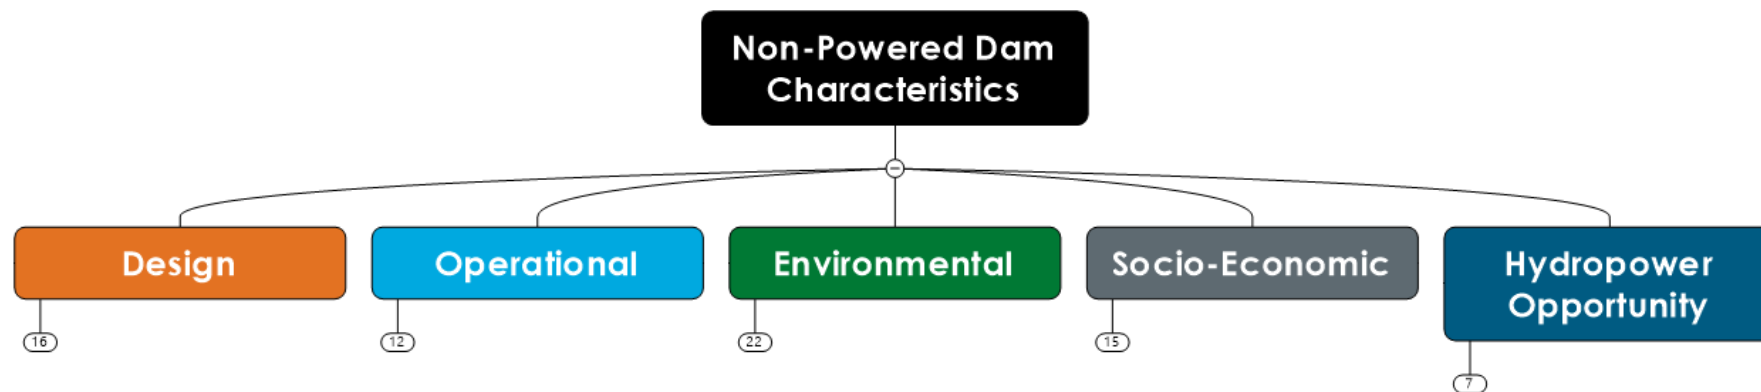 Non-Powered Dam
Characteristics
Design
Operational
Environmental
Socio-Economic
Hydropower
Opportunity
16
12
22
15
7